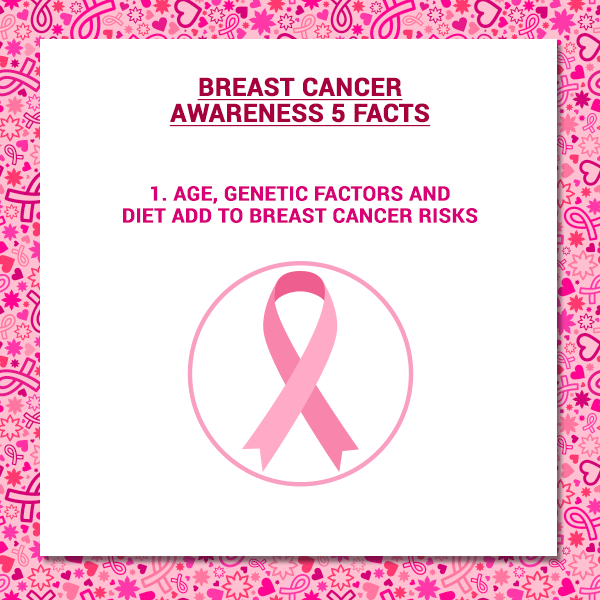 BREAST CANCER
AWARENESS 5 FACTS
1. AGE, GENETIC FACTORS AND
DIET ADD TO BREAST CANCER RISKS